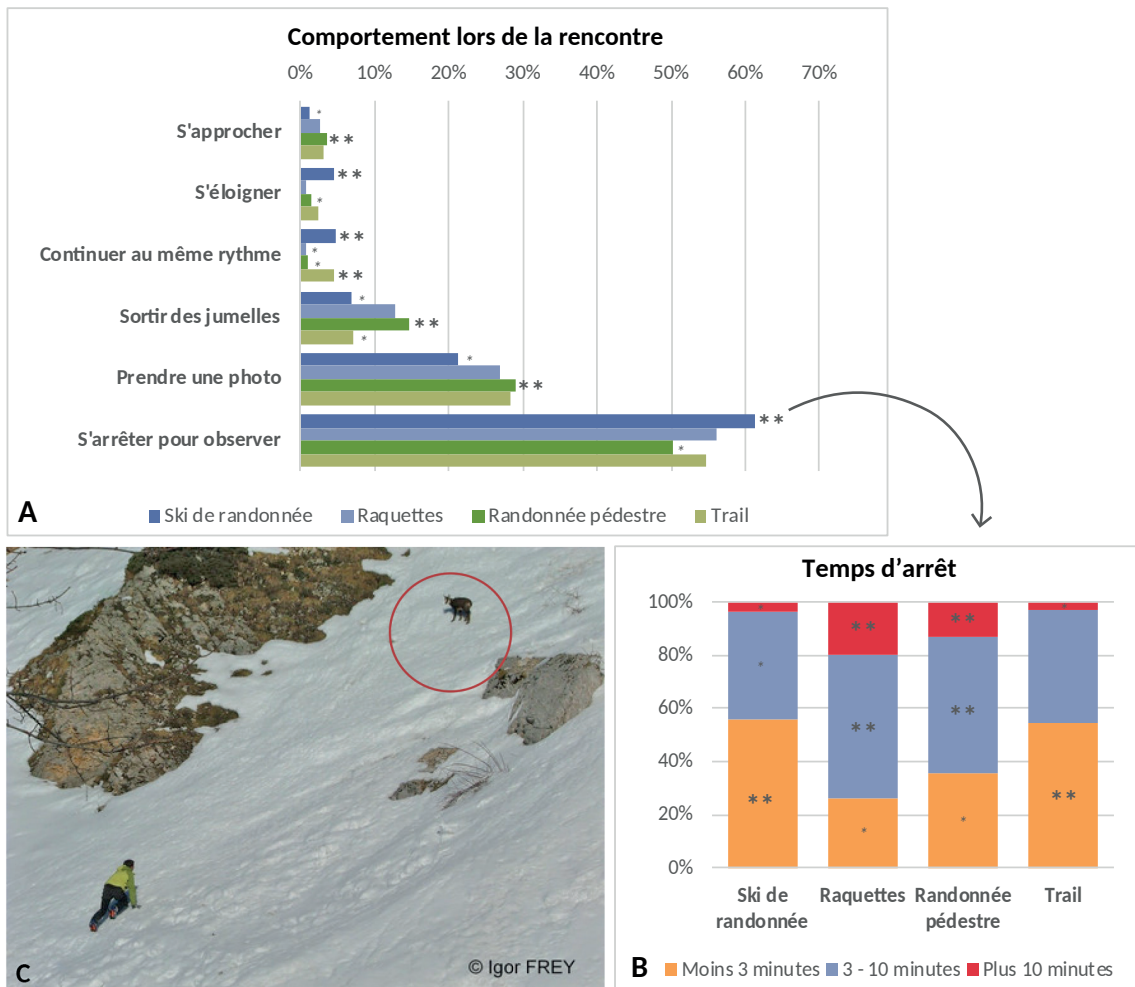 Comportement lors de la rencontre
0% 10% 20% 30% 40% 50% 60% 70%
S'approcher
*
**
S'éloigner
**
*
Continuer au même rythme
**
*
*
**
Sortir des jumelles
*
**
*
Prendre une photo
*
**
S'arrêter pour observer
**
*
A
Ski de randonnée Raquettes Randonnée pédestre Trail
© Igor FREY
C
Temps d'arrêt
100%
80%
60%
40%
20%
0%
* ** ** *
* ** **
** * * **
Ski de randonnée
Raquettes
Randonnée pédestre
Trail
B
Moins 3 minutes 3 - 10 minutes Plus 10 minutes